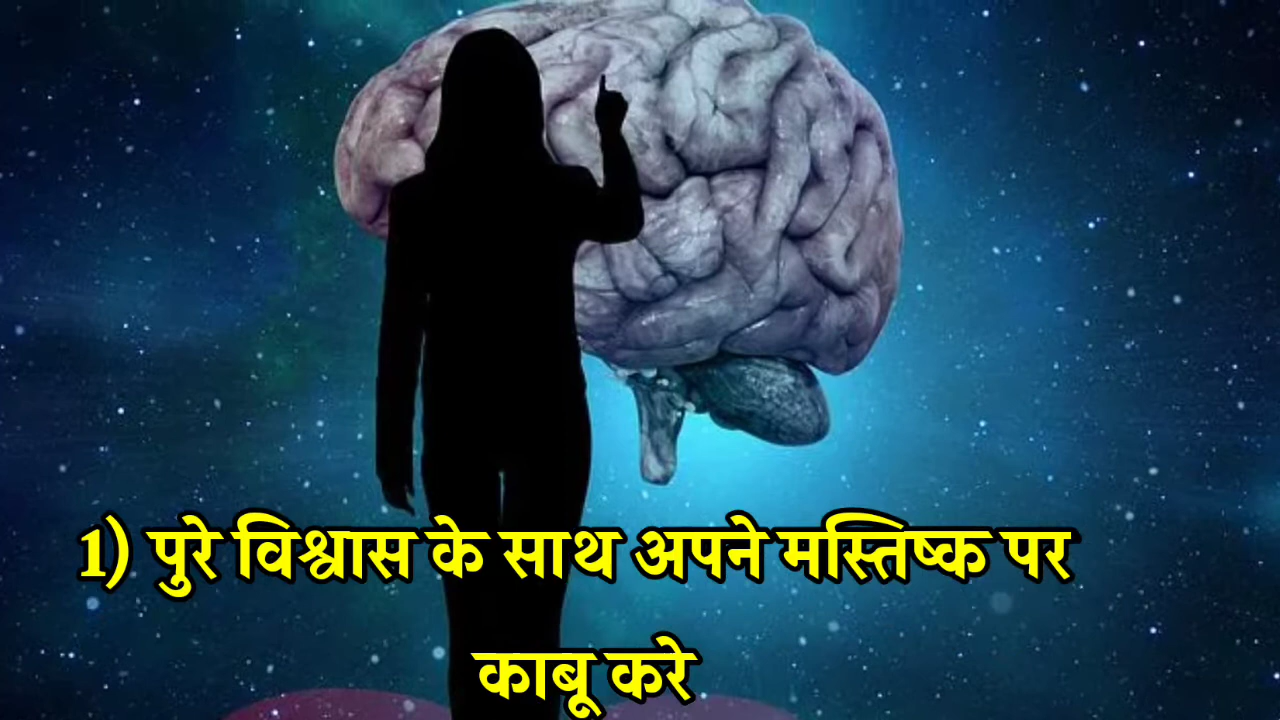 1) पुरे विश्वास के साथ अपने मस्तिष्क पर
काबू करे